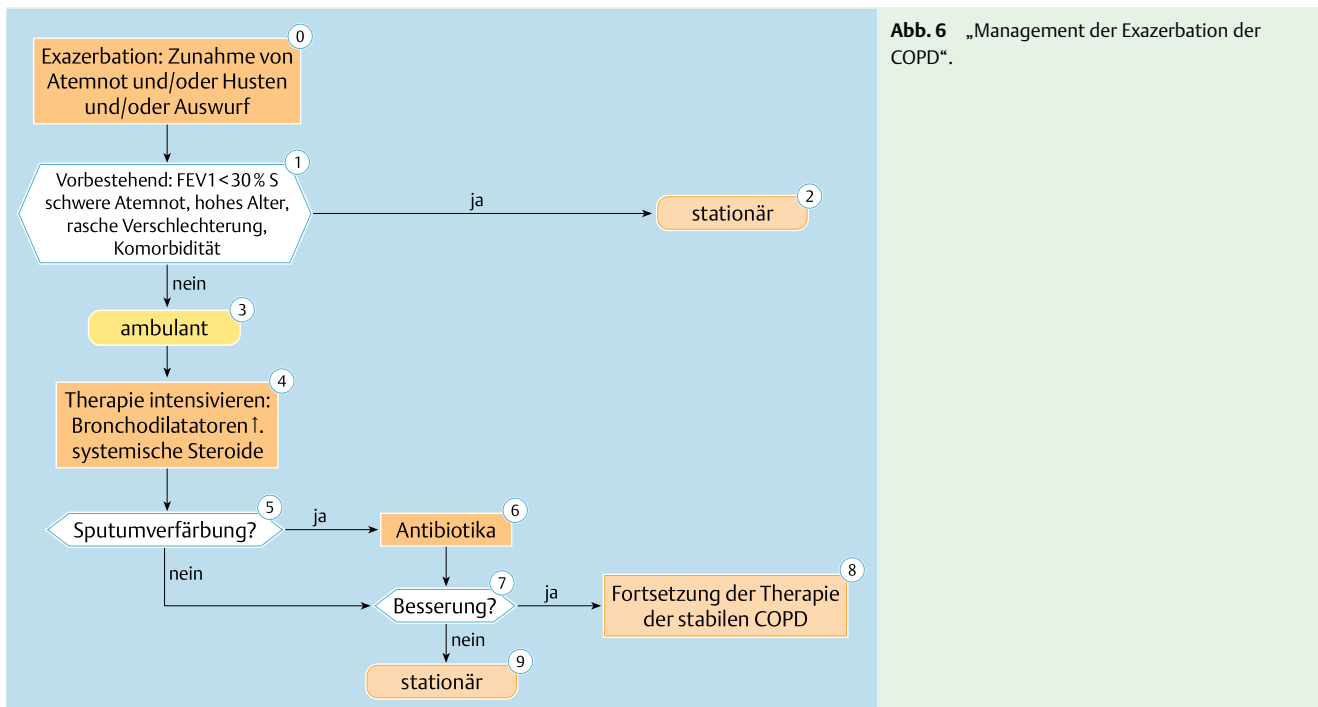 0
Exazerbation: Zunahme von
Atemnot und/oder Husten
und/oder Auswurf
1
Vorbestehend: FEV1<30% S
schwere Atemnot, hohes Alter,
rasche Verschlechterung,
Komorbidität
ja
2
stationär
nein
3
ambulant
4
Therapie intensivieren:
Bronchodilatatoren↑.
systemische Steroide
5
Sputumverfärbung?
ja
6
Antibiotika
nein
7
Besserung?
ja
8
Fortsetzung der Therapie
der stabilen COPD
nein
9
stationär
Abb. 6 „Management der Exazerbation der
COPD“.